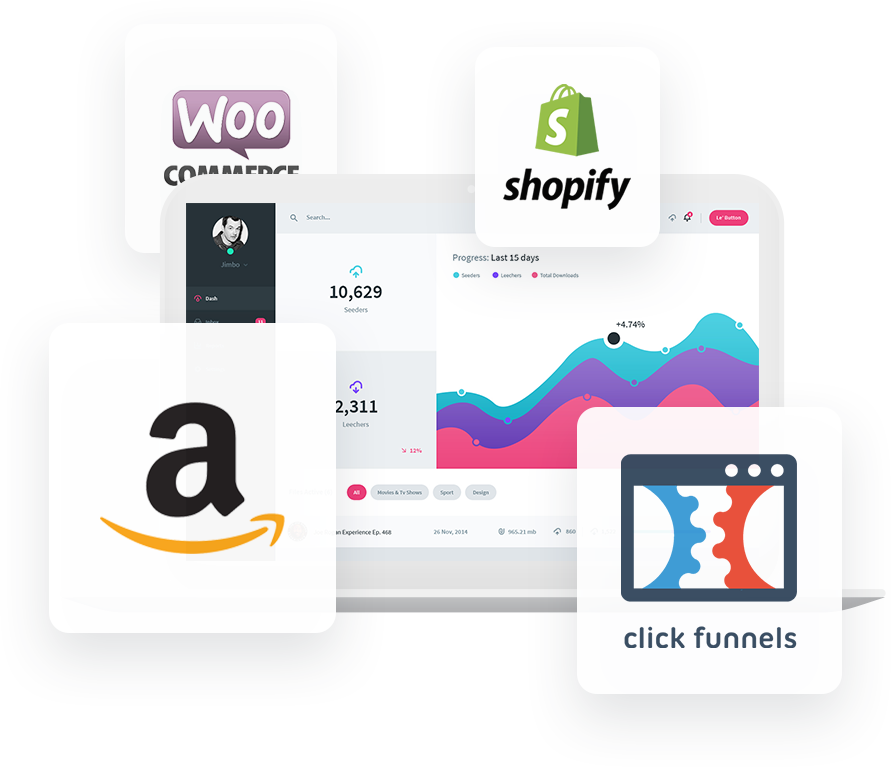 Woo
COMMERCE
S
shopify
Jimbo
Search...
Le' Button
Dash
Inbox
11
10,629
Seeders
Progress: Last 15 days
Seeders
Leechers
Total Downloads
+4.74%
2,311
Leechers
12%
a
All
Movies & Tv Shows
Sport
Design
Experience Ep. 468
26 Nov, 2014
965.21 mb
860
click funnels